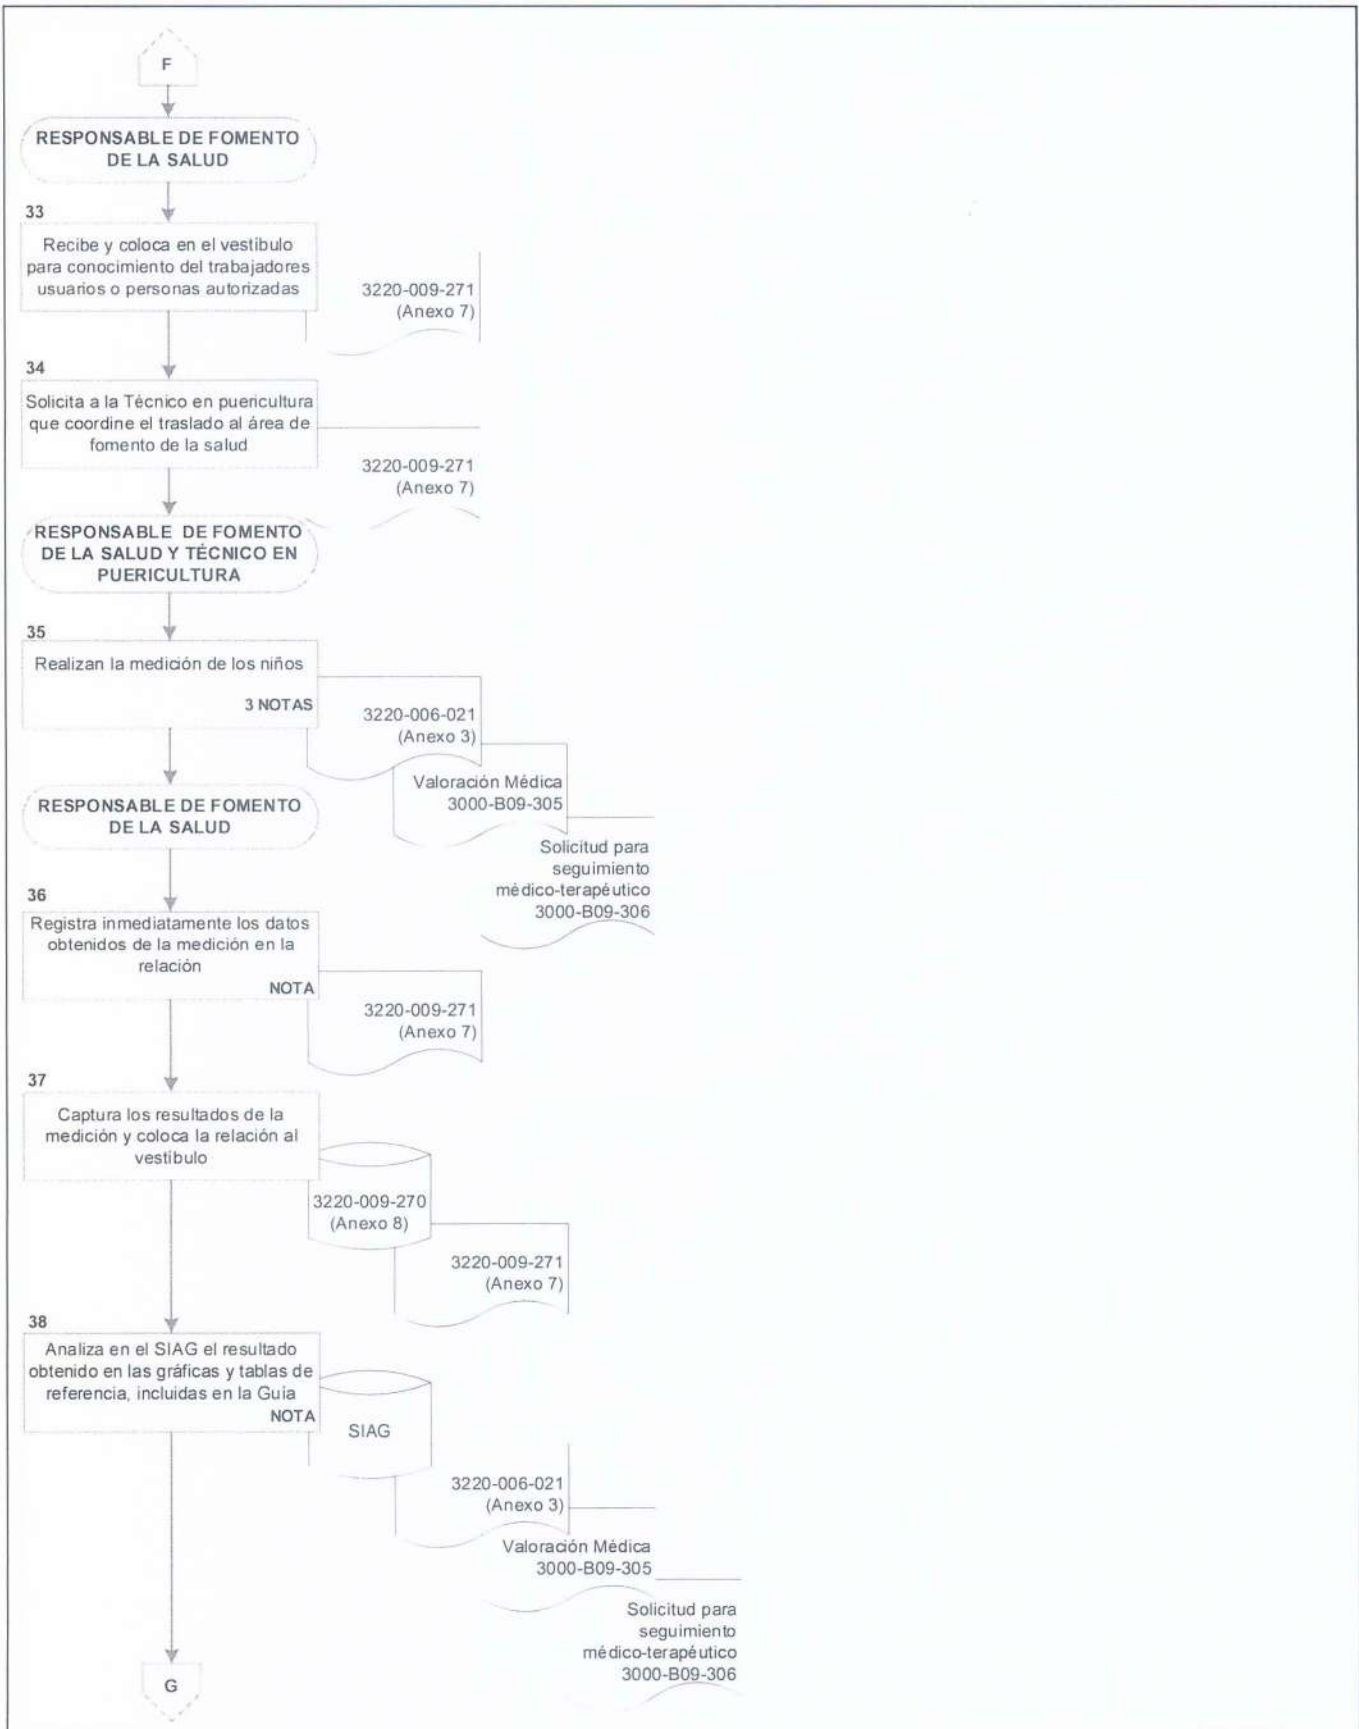 F
RESPONSABLE DE FOMENTO
DE LA SALUD
33
Recibe y coloca en el vestíbulo
para conocimiento del trabajadores
usuarios o personas autorizadas
3220-009-271
(Anexo 7)
34
Solicita a la Técnico en puericultura
que coordine el traslado al área de
fomento de la salud
3220-009-271
(Anexo 7)
RESPONSABLE DE FOMENTO
DE LA SALUD Y TÉCNICO EN
PUERICULTURA
35
Realizan la medición de los niños
3 NOTAS
3220-006-021
(Anexo 3)
Valoración Médica
3000-B09-305
Solicitud para
seguimiento
médico-terapéutico
3000-B09-306
RESPONSABLE DE FOMENTO
DE LA SALUD
36
Registra inmediatamente los datos
obtenidos de la medición en la
relación
NOTA
3220-009-271
(Anexo 7)
37
Captura los resultados de la
medición y coloca la relación al
vestíbulo
3220-009-270
(Anexo 8)
3220-009-271
(Anexo 7)
38
Analiza en el SIAG el resultado
obtenido en las gráficas y tablas de
referencia, incluidas en la Guía
NOTA
SIAG
3220-006-021
(Anexo 3)
Valoración Médica
3000-B09-305
Solicitud para
seguimiento
médico-terapéutico
3000-B09-306
G